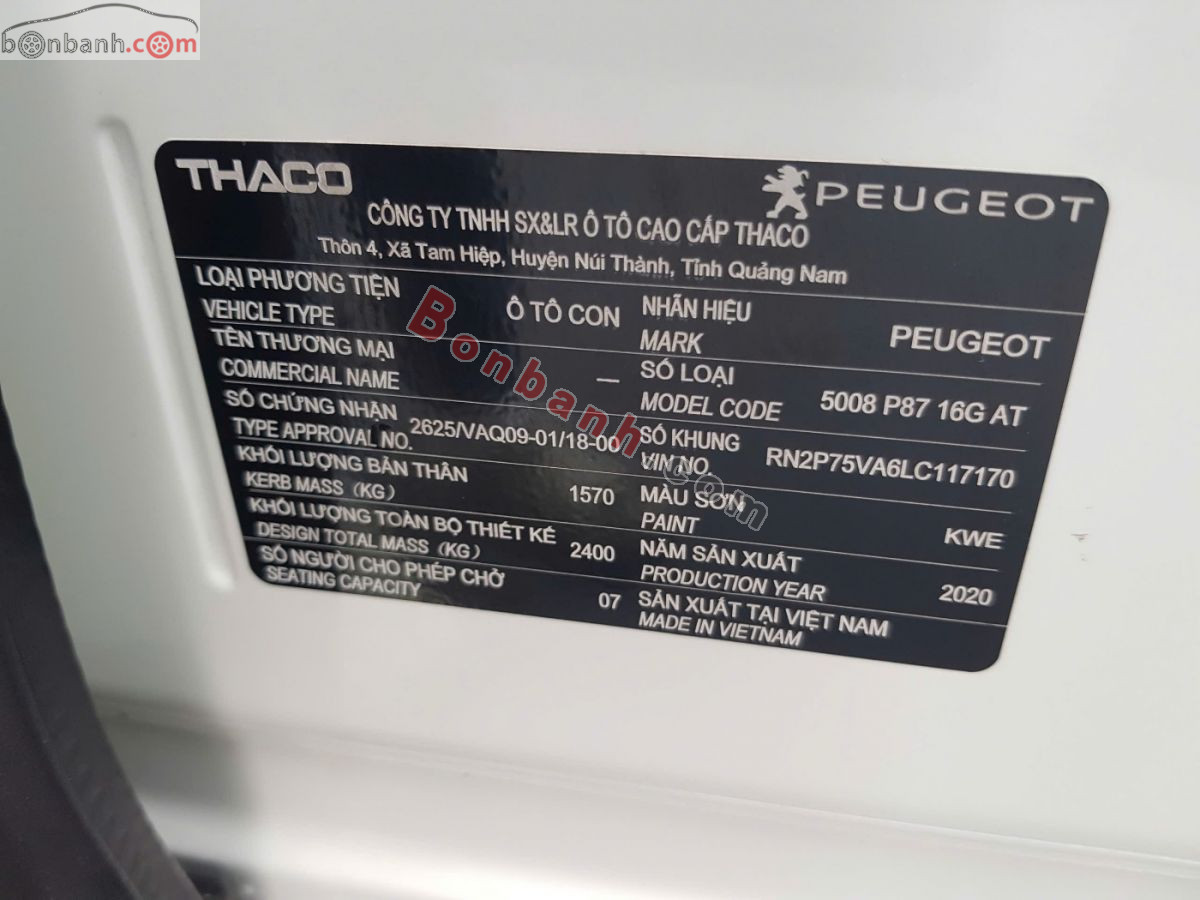 bonbanh.com
THACO
PEUGEOT
CÔNG TY TNHH SX&LR Ô TÔ CAO CẤP THACO
Thôn 4, Xã Tam Hiệp, Huyện Núi Thành, Tỉnh Quảng Nam
LOẠI PHƯƠNG TIỆN
VEHICLE TYPE
Ô TÔ CON
NHÃN HIỆU
MARK
PEUGEOT
TÊN THƯƠNG MẠI
COMMERCIAL NAME
—
SỐ LOẠI
MODEL CODE
5008 P87 16G AT
SỐ CHỨNG NHẬN
TYPE APPROVAL NO.
2625/VAQ09-01/18-00
SỐ KHUNG
VIN NO.
RN2P75VA6LC117170
KHỐI LƯỢNG BẢN THÂN
KERB MASS (KG)
1570
MÀU SƠN
PAINT
KWE
KHỐI LƯỢNG TOÀN BỘ THIẾT KẾ
DESIGN TOTAL MASS (KG)
2400
NĂM SẢN XUẤT
PRODUCTION YEAR
2020
SỐ NGƯỜI CHO PHÉP CHỞ
SEATING CAPACITY
07
SẢN XUẤT TẠI VIỆT NAM
MADE IN VIETNAM
Bonbanh.com